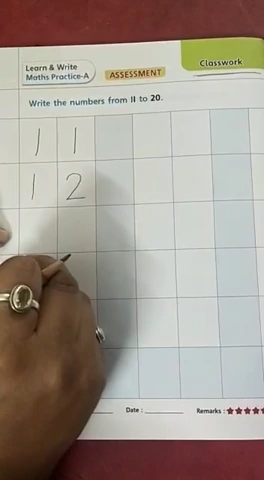 Learn & Write
Maths Practice-A
ASSESSMENT
Classwork
Write the numbers from 11 to 20.
11
12
Date :
Remarks :